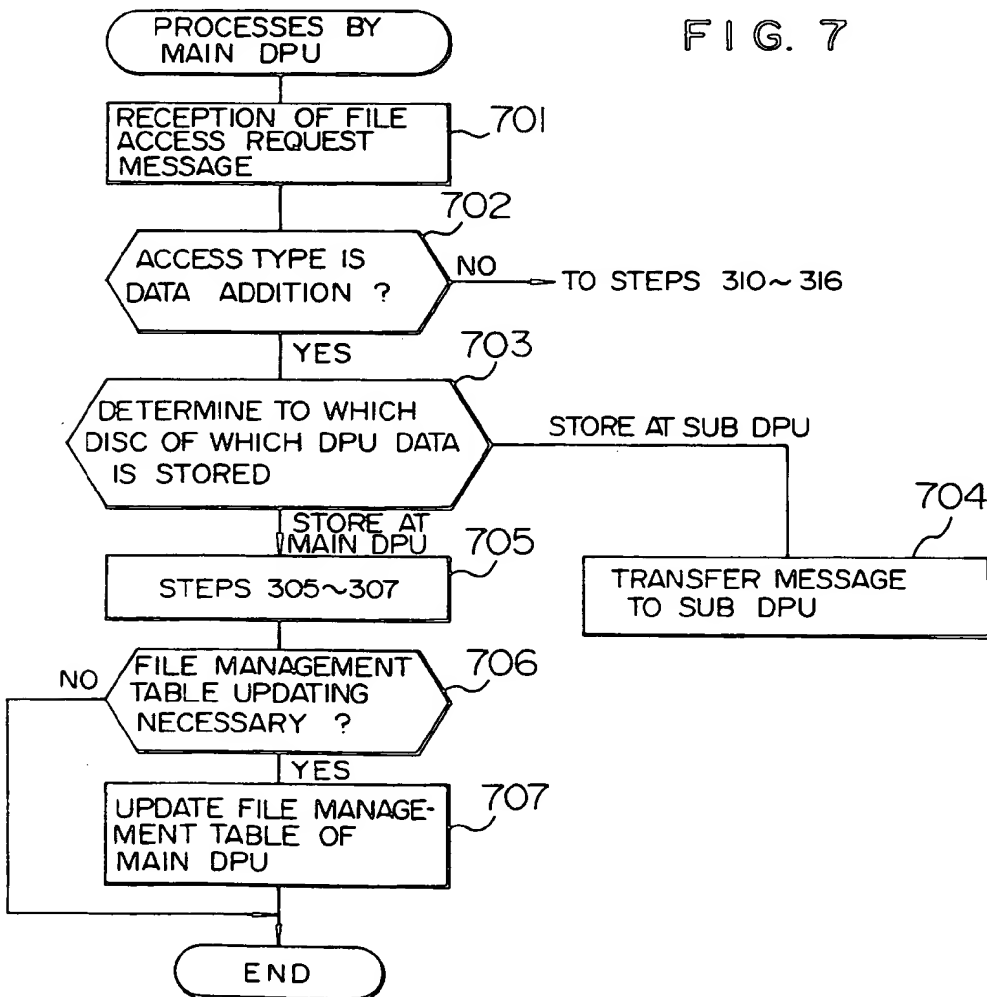 PROCESSES BY
MAIN DPU
FIG. 7
RECEPTION OF FILE
ACCESS REQUEST
MESSAGE
701
702
ACCESS TYPE IS
DATA ADDITION ?
NO
TO STEPS 310~316
YES
703
DETERMINE TO WHICH
DISC OF WHICH DPU DATA
IS STORED
STORE AT SUB DPU
704
TRANSFER MESSAGE
TO SUB DPU
STORE AT
MAIN DPU
705
STEPS 305~307
NO
FILE MANAGEMENT
TABLE UPDATING
NECESSARY ?
706
YES
707
UPDATE FILE MANAGE-
MENT TABLE OF
MAIN DPU
END